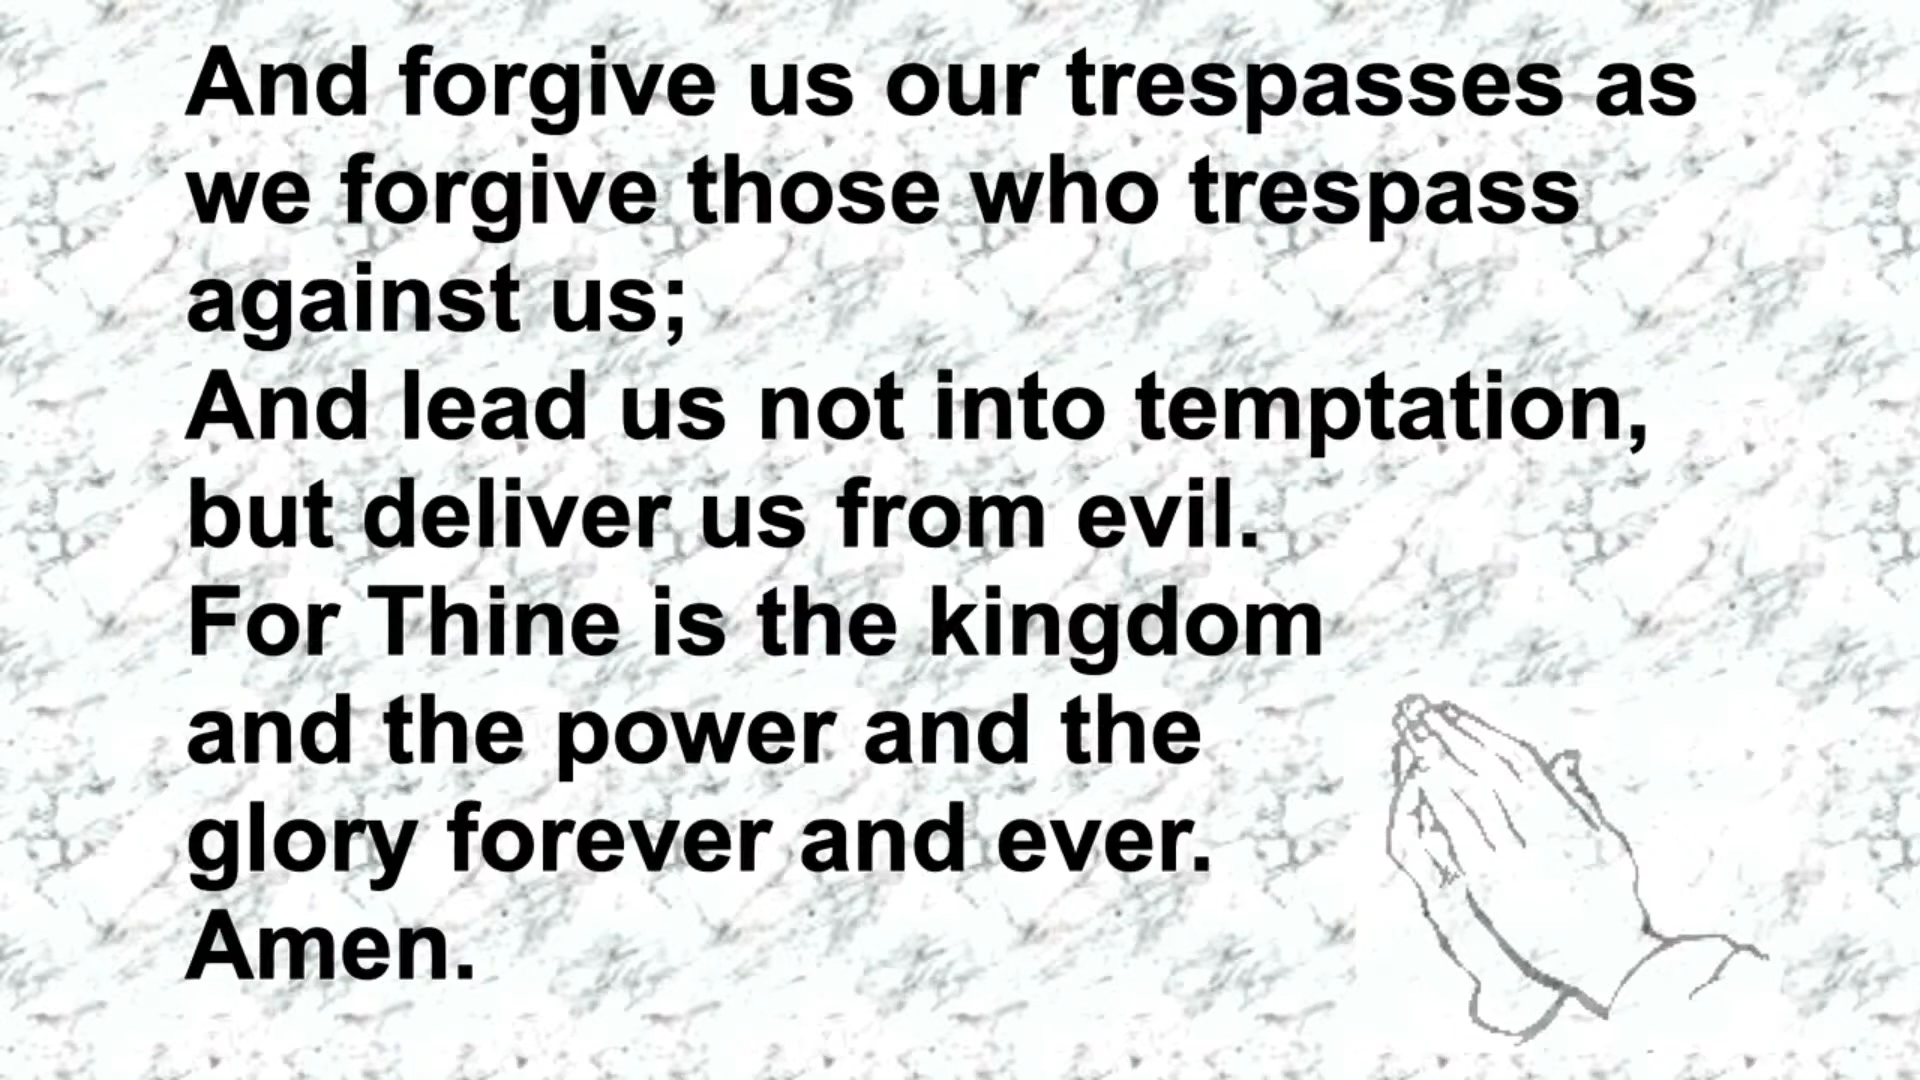 And forgive us our trespasses as
we forgive those who trespass
against us;
And lead us not into temptation,
but deliver us from evil.
For Thine is the kingdom
and the power and the
glory forever and ever.
Amen.